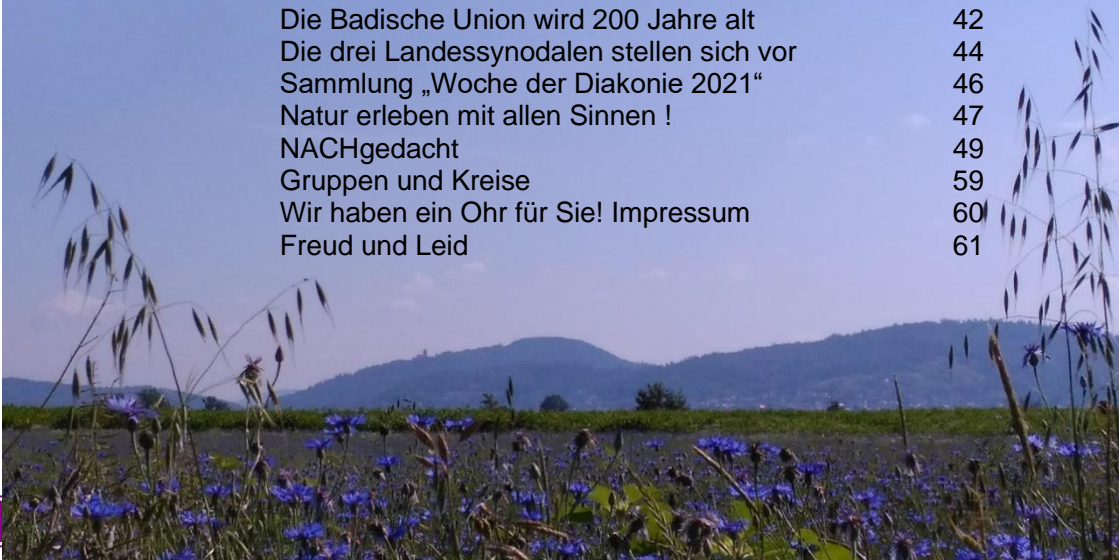 Die Badische Union wird 200 Jahre alt 42
Die drei Landessynodalen stellen sich vor 44
Sammlung „Woche der Diakonie 2021“ 46
Natur erleben mit allen Sinnen ! 47
NACHgedacht 49
Gruppen und Kreise 59
Wir haben ein Ohr für Sie! Impressum 60
Freud und Leid 61